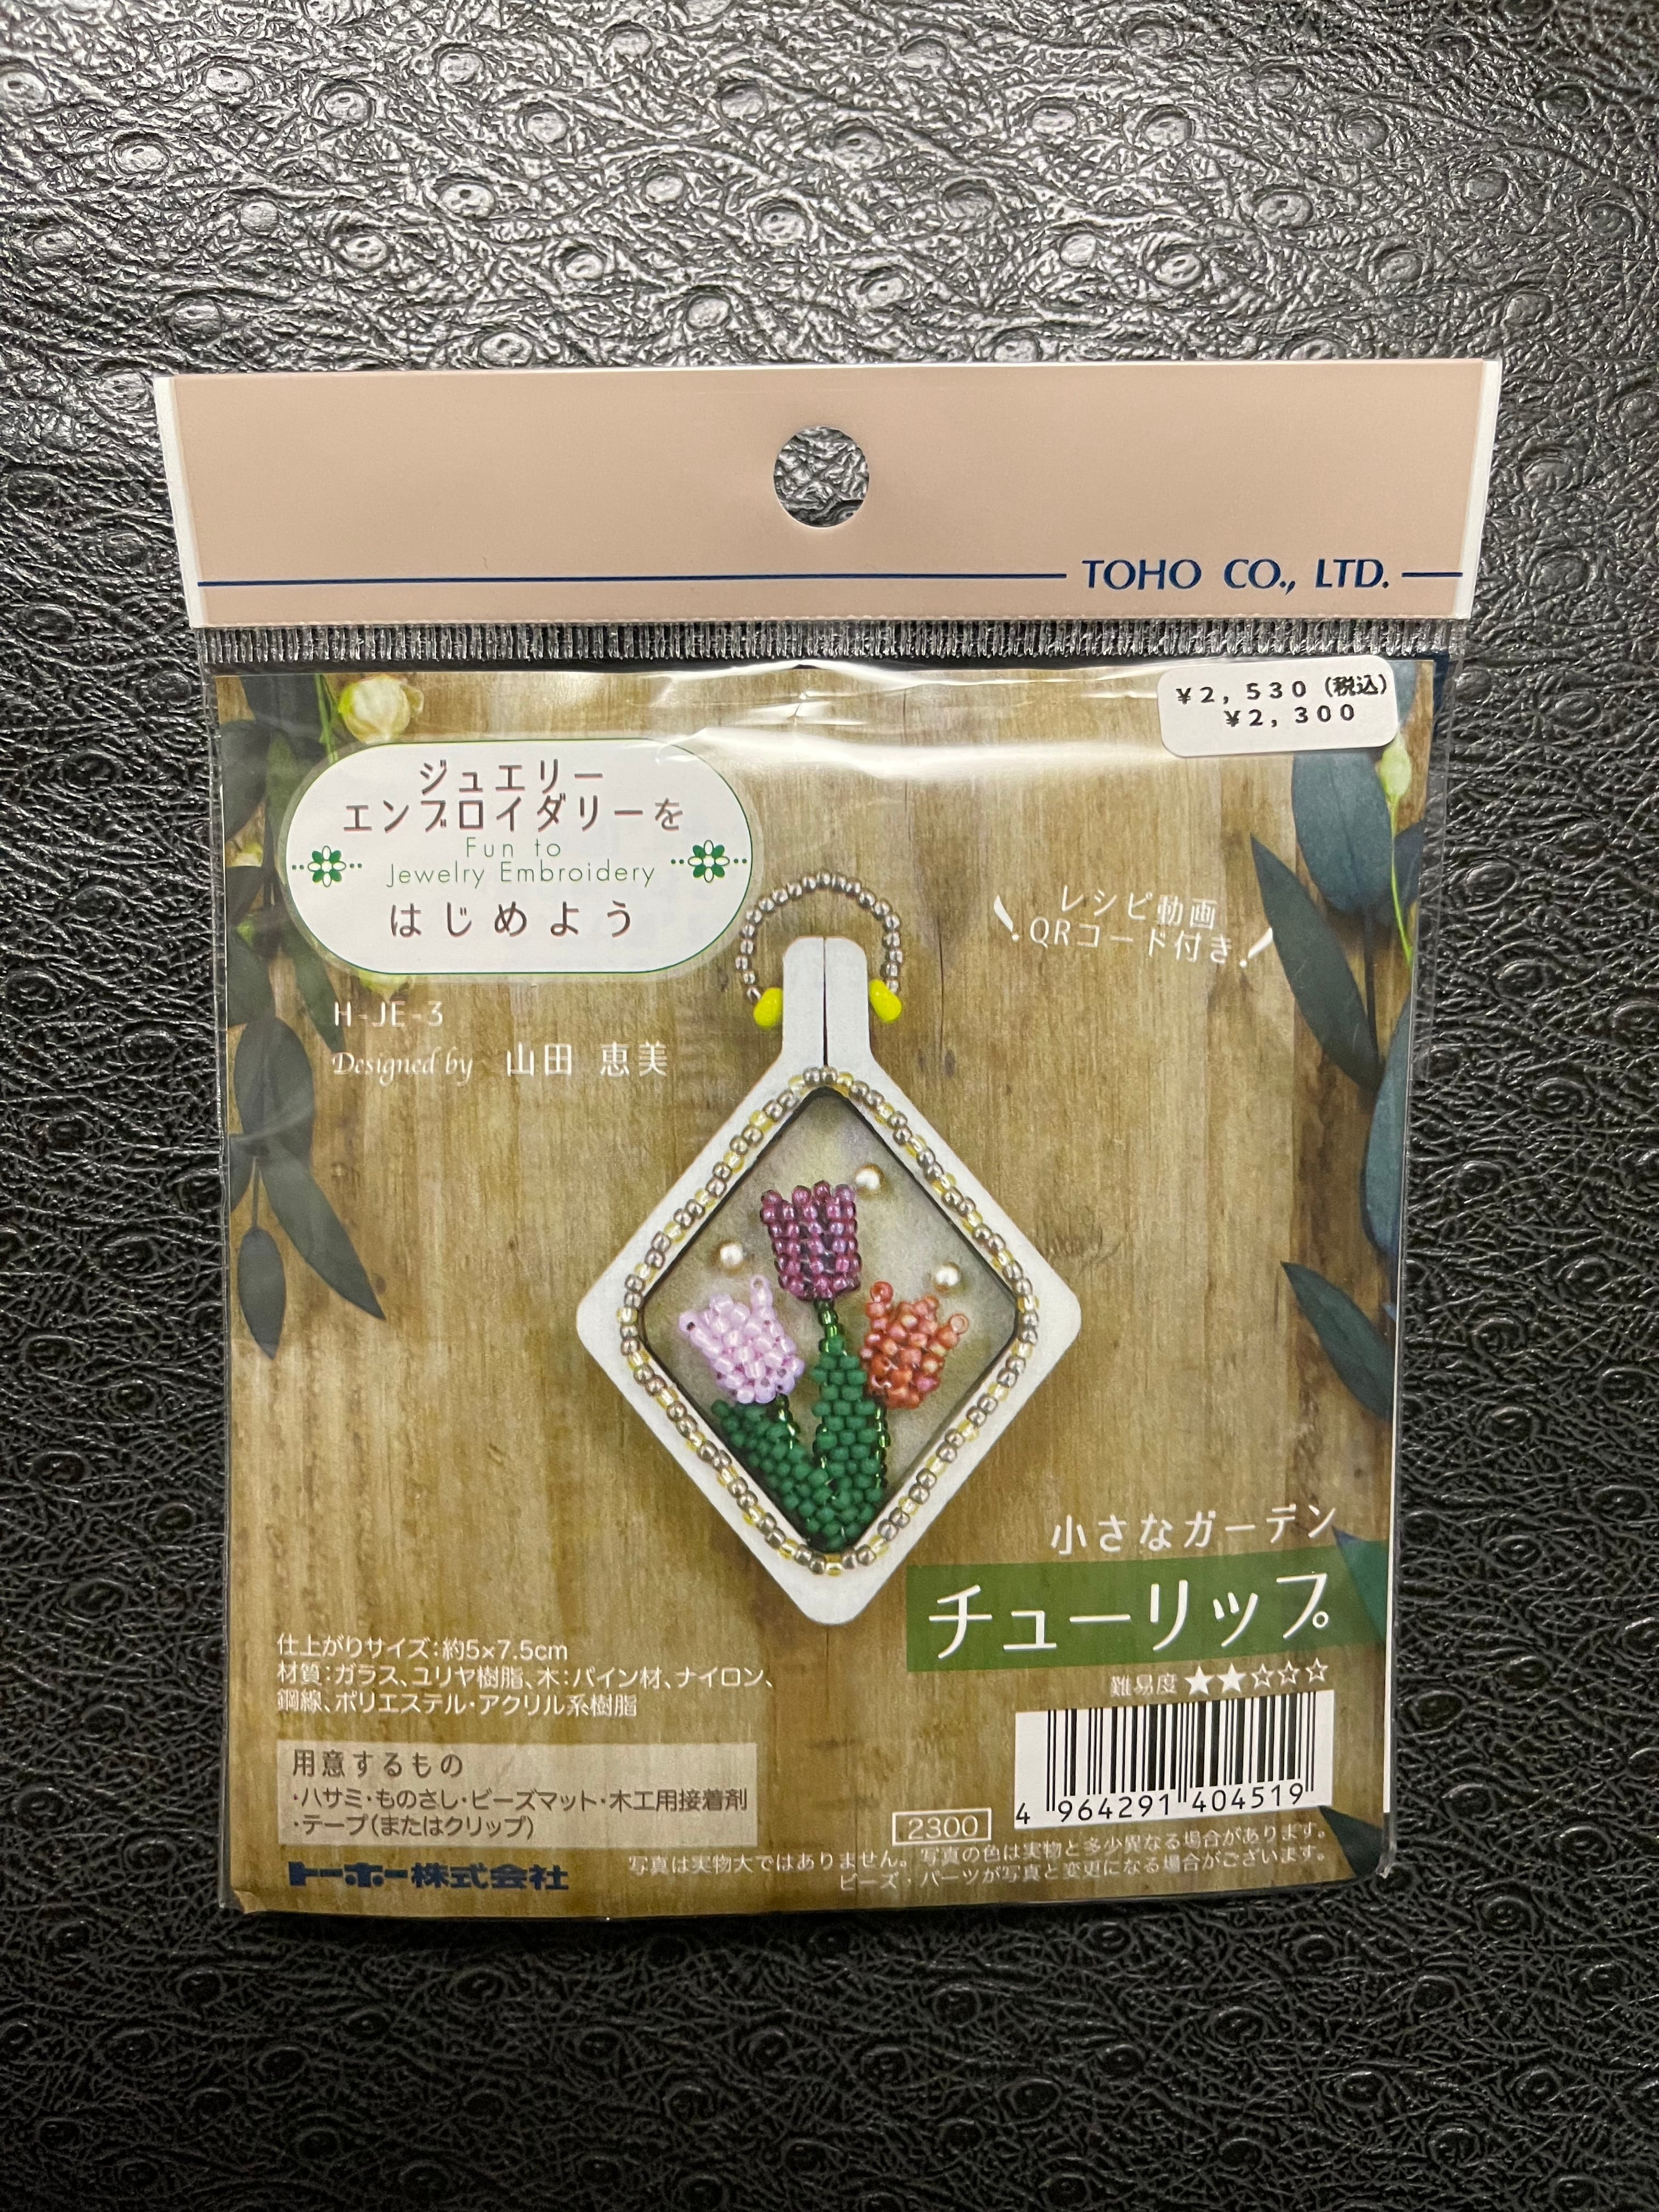 TOHO CO., LTD.
¥2,530(税込)
¥2,300
ジュエリー
エンブロイダリーを
Fun to
Jewelry Embroidery
はじめよう
レシピ動画
QRコード付き
H-JE-3
Designed by 山田 恵美
小さなガーデン
チューリップ
難易度★★☆☆☆
仕上がりサイズ:約5×7.5cm
材質:ガラス、ユリヤ樹脂、木:パイン材、ナイロン、
鋼線、ポリエステル・アクリル系樹脂
用意するもの
・ハサミ・ものさし・ビーズマット・木工用接着剤
・テープ(またはクリップ)
4 964291 404519
2300
トーホー株式会社
写真は実物大ではありません。写真の色は実物と多少異なる場合があります。
ビーズ・パーツが写真と変更になる場合がございます。